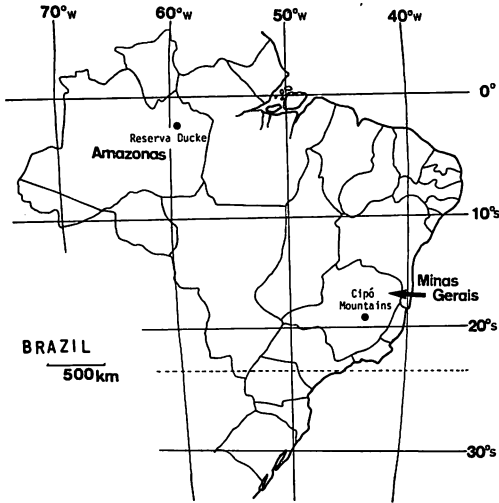 70°W 60°W 50°W 40°W
0°
Reserva Ducke
Amazonas
10°S
Minas
Gerais
Cipó
Mountains
20°S
BRAZIL
500km
30°S